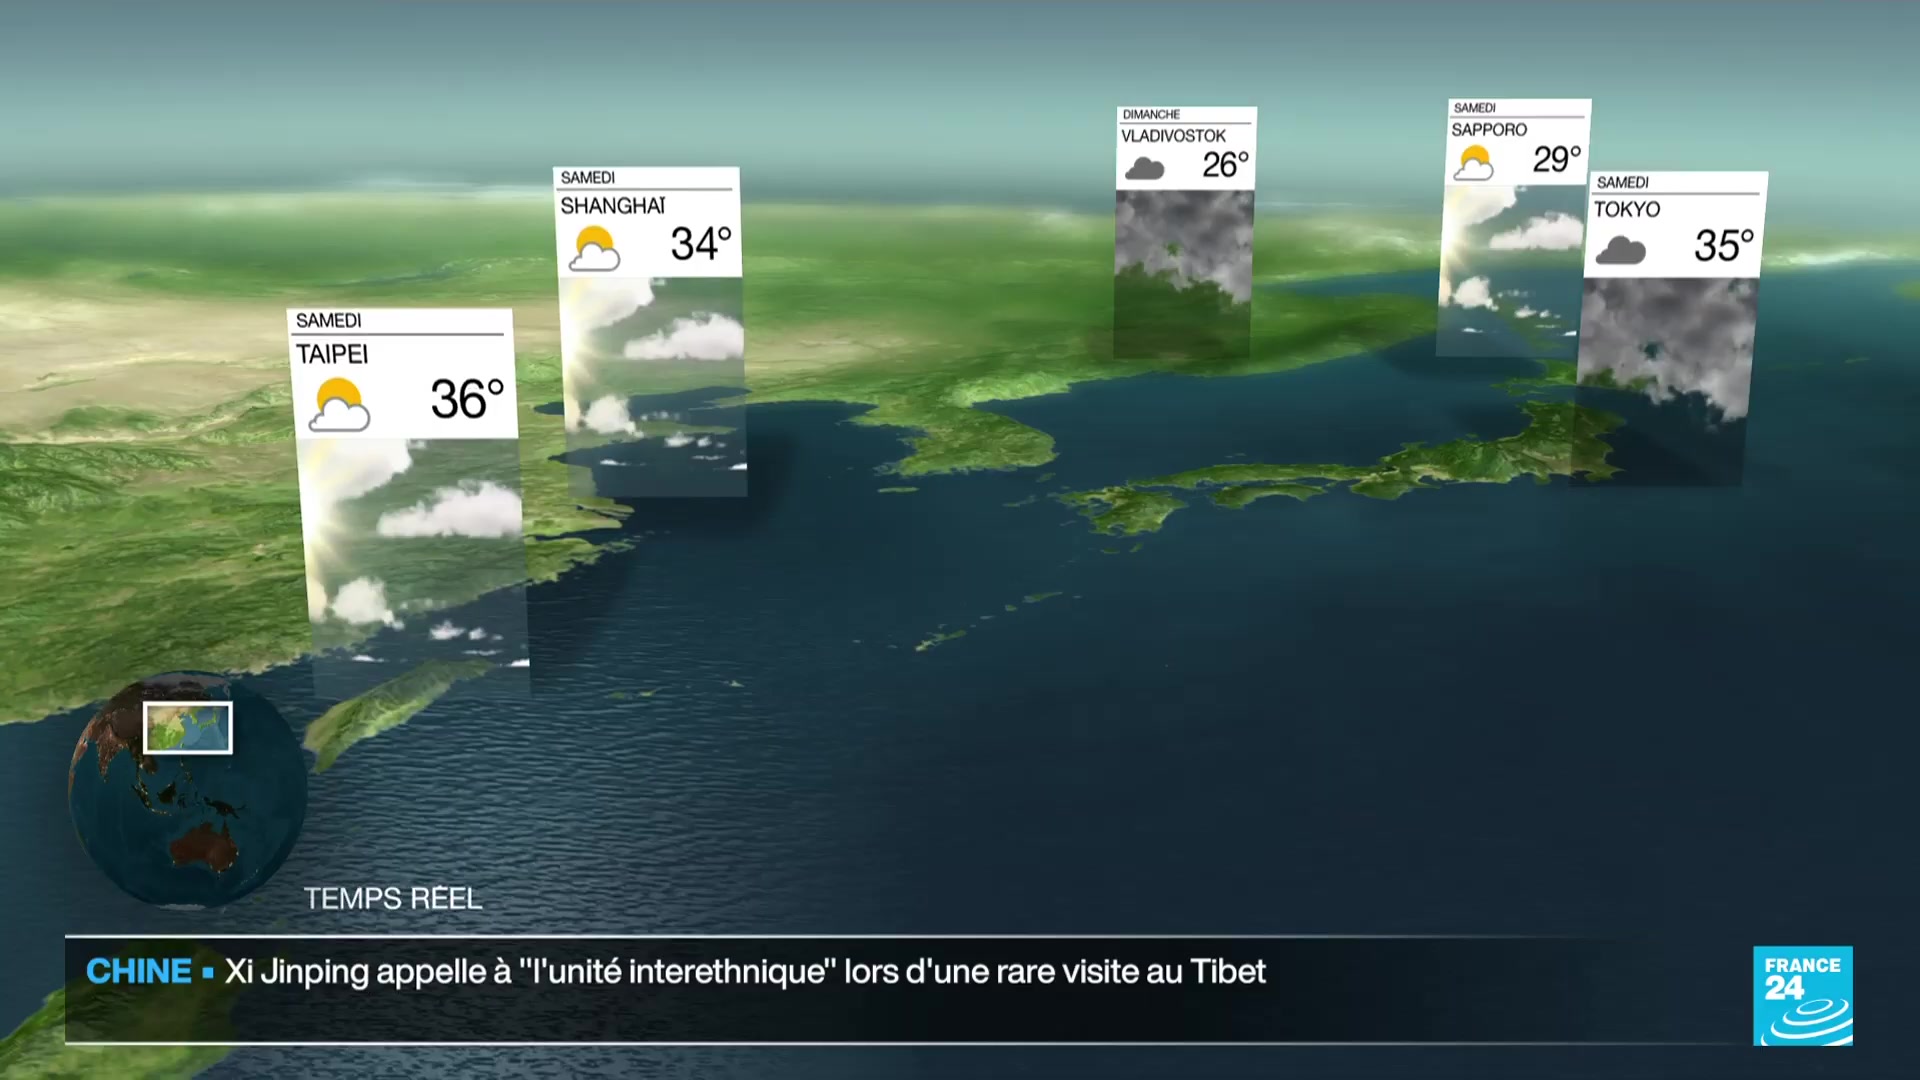 DIMANCHE
VLADIVOSTOK
26°
SAMEDI
SAPPORO
29°
SAMEDI
SHANGHAÏ
34°
SAMEDI
TOKYO
35°
SAMEDI
TAIPEI
36°
TEMPS RÉEL
CHINE ▪ Xi Jinping appelle à "l'unité interethnique" lors d'une rare visite au Tibet
FRANCE
24